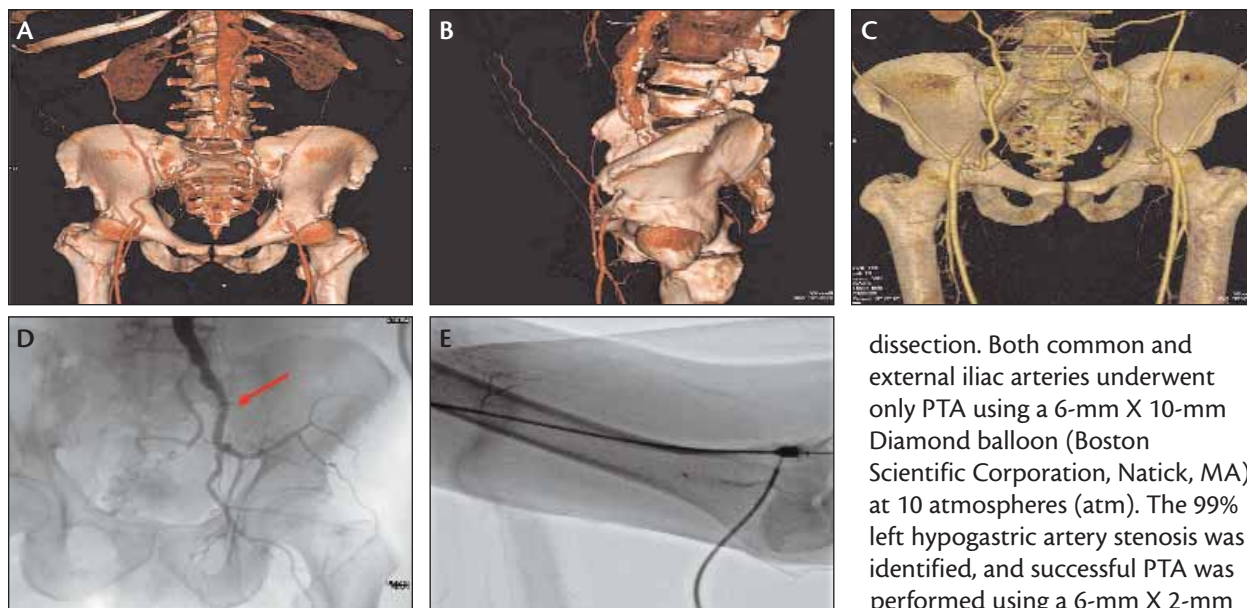 A
B
C
D
E
dissection. Both common and
external iliac arteries underwent
only PTA using a 6-mm X 10-mm
Diamond balloon (Boston
Scientific Corporation, Natick, MA)
at 10 atmospheres (atm). The 99%
left hypogastric artery stenosis was
identified, and successful PTA was
performed using a 6-mm X 2-mm